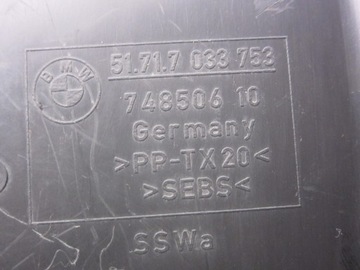 BMW
51.71.7 033 753
748506 10
Germany
>PP-TX20<
>SEBS<
SSWa